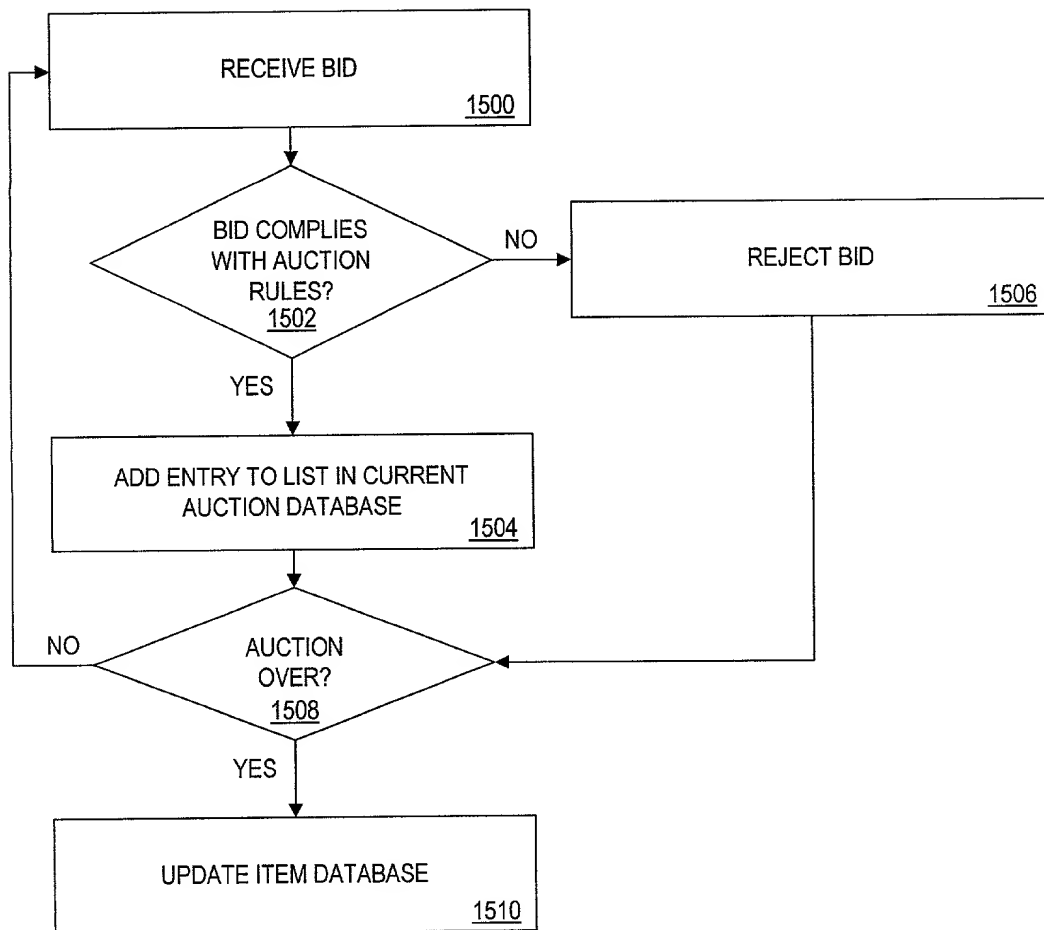 RECEIVE BID
1500
BID COMPLIES
WITH AUCTION
RULES?
1502
NO
REJECT BID
1506
YES
ADD ENTRY TO LIST IN CURRENT
AUCTION DATABASE
1504
NO
AUCTION
OVER?
1508
YES
UPDATE ITEM DATABASE
1510